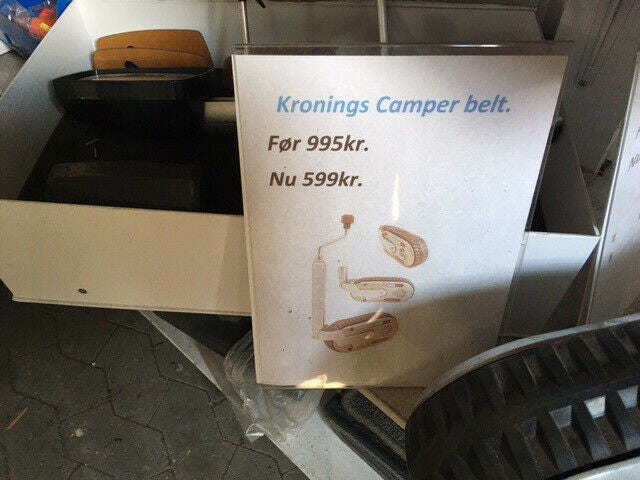 Kronings Camper belt.
Før 995kr.
Nu 599kr.